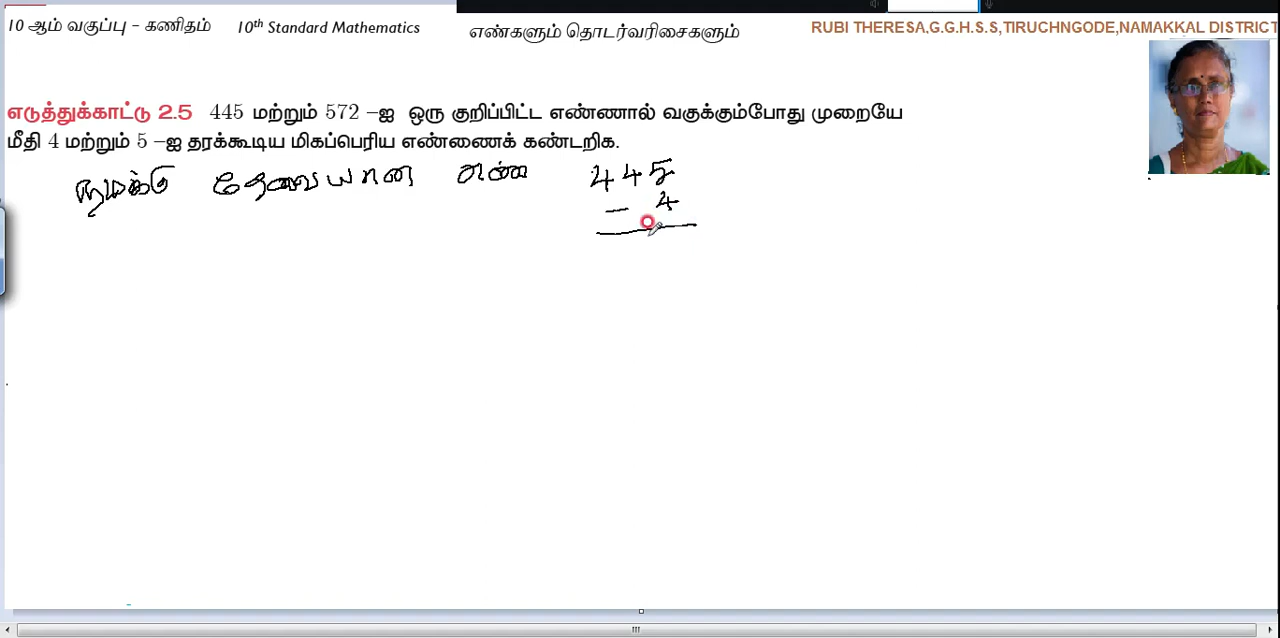 10 ஆம் வகுப்பு – கணிதம் 10th Standard Mathematics எண்களும் தொடர்வரிசைகளும் RUBI THERESA,G.G.H.S.S,TIRUCHNGODE,NAMAKKAL DISTRICT
எடுத்துக்காட்டு 2.5 445 மற்றும் 572 –ஐ ஒரு குறிப்பிட்ட எண்ணால் வகுக்கும்போது முறையே
மீதி 4 மற்றும் 5 –ஐ தரக்கூடிய மிகப்பெரிய எண்ணைக் கண்டறிக.
நமக்கு தேவையான எண் 445
– 4